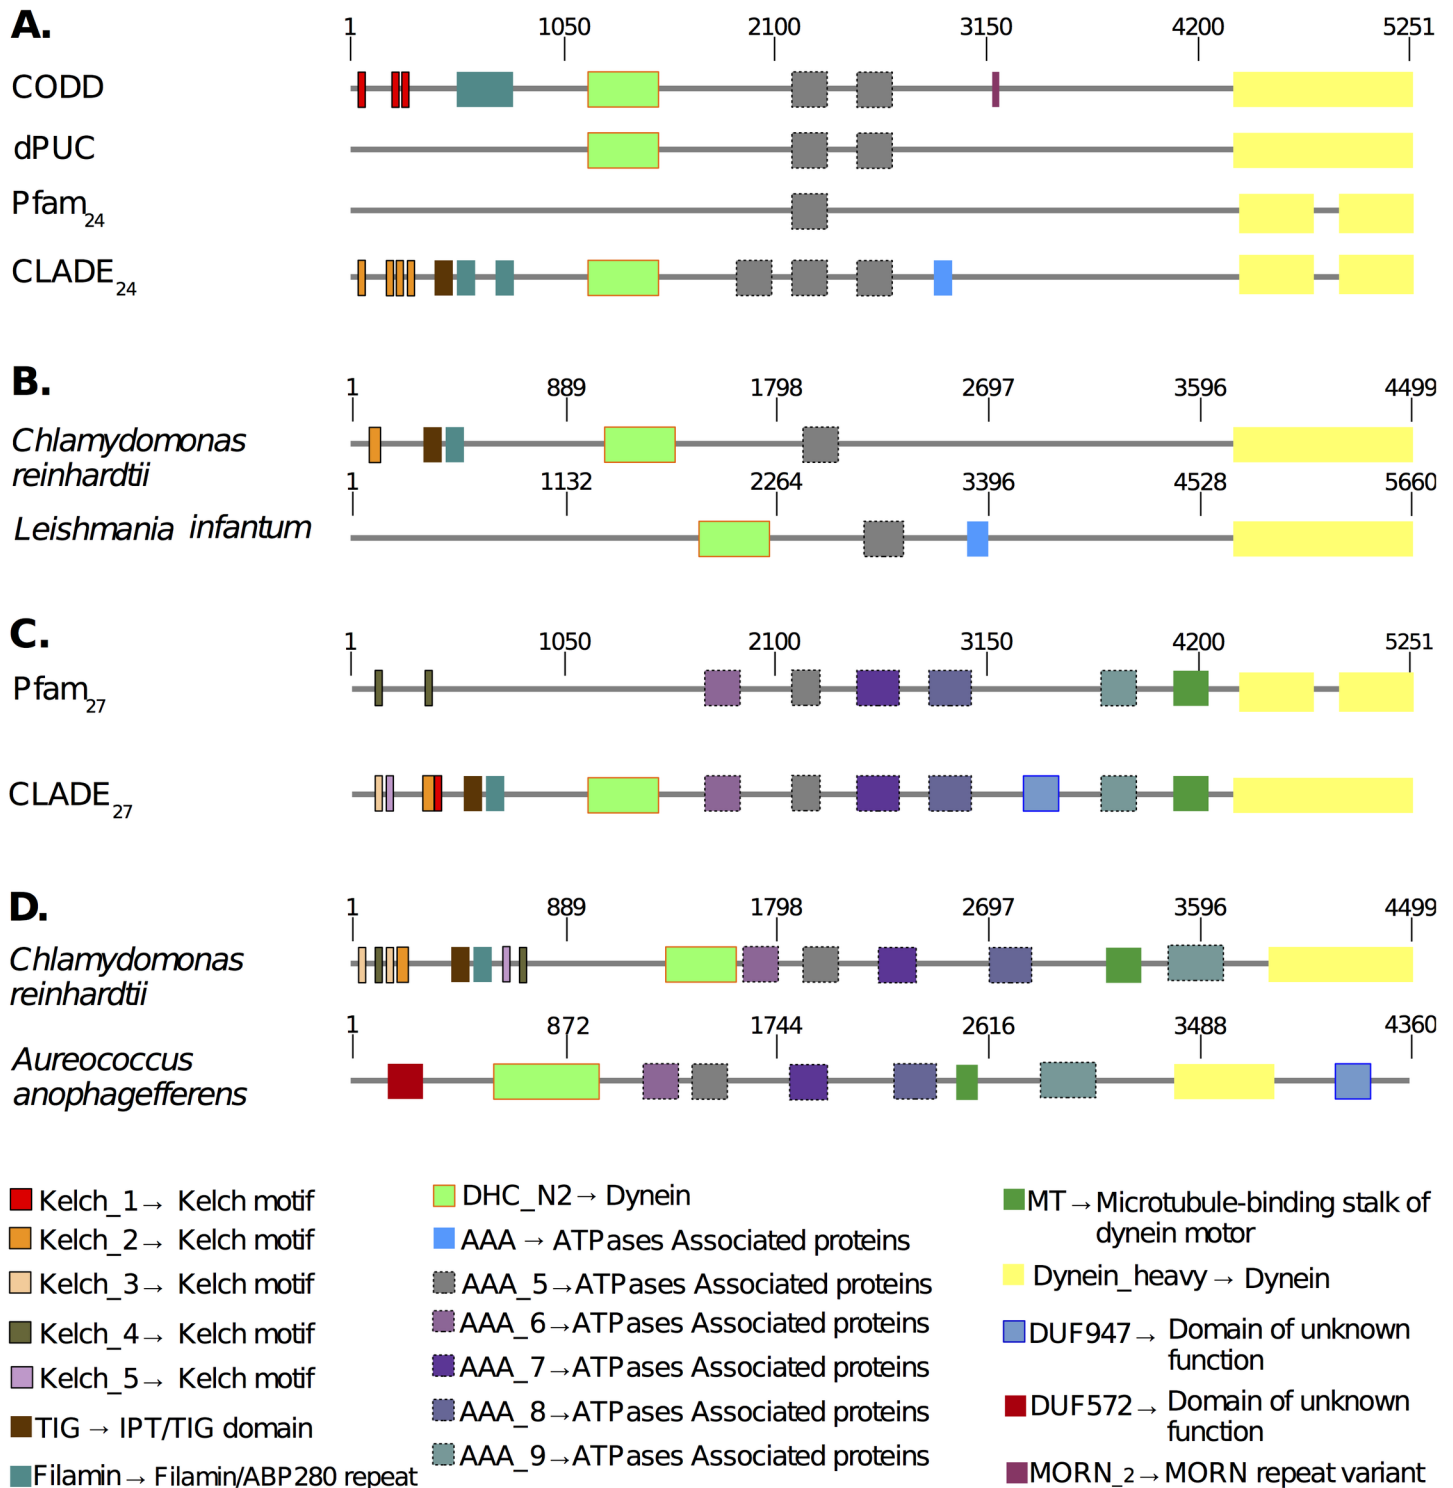 A.
1 1050 2100 3150 4200 5251
CODD
dPUC
Pfam24
CLADE24
B.
1 889 1798 2697 3596 4499
Chlamydomonas
reinhardtii
1 1132 2264 3396 4528 5660
Leishmania infantum
C.
1 1050 2100 3150 4200 5251
Pfam27
CLADE27
D.
1 889 1798 2697 3596 4499
Chlamydomonas
reinhardtii
1 872 1744 2616 3488 4360
Aureococcus
anophagefferens
Kelch_1→ Kelch motif
Kelch_2→ Kelch motif
Kelch_3→ Kelch motif
Kelch_4→ Kelch motif
Kelch_5→ Kelch motif
TIG → IPT/TIG domain
Filamin→ Filamin/ABP280 repeat
DHC_N2→ Dynein
AAA → ATPases Associated proteins
AAA_5→ATPases Associated proteins
AAA_6→ATPases Associated proteins
AAA_7→ATPases Associated proteins
AAA_8→ATPases Associated proteins
AAA_9→ATPases Associated proteins
MT→Microtubule-binding stalk of
dynein motor
Dynein_heavy→ Dynein
DUF947→ Domain of unknown
function
DUF572→ Domain of unknown
function
MORN_2→MORN repeat variant